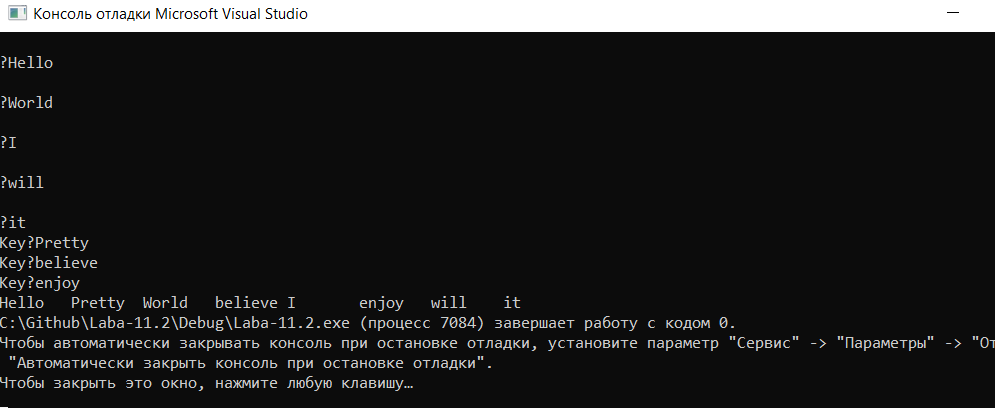 Консоль отладки Microsoft Visual Studio
?Hello
?World
?I
?will
?it
Key?Pretty
Key?believe
Key?enjoy
Hello   Pretty  World   believe I       enjoy   will    it
C:\Github\Laba-11.2\Debug\Laba-11.2.exe (процесс 7084) завершает работу с кодом 0.
Чтобы автоматически закрывать консоль при остановке отладки, установите параметр "Сервис" -> "Параметры" -> "От
"Автоматически закрыть консоль при остановке отладки".
Чтобы закрыть это окно, нажмите любую клавишу…